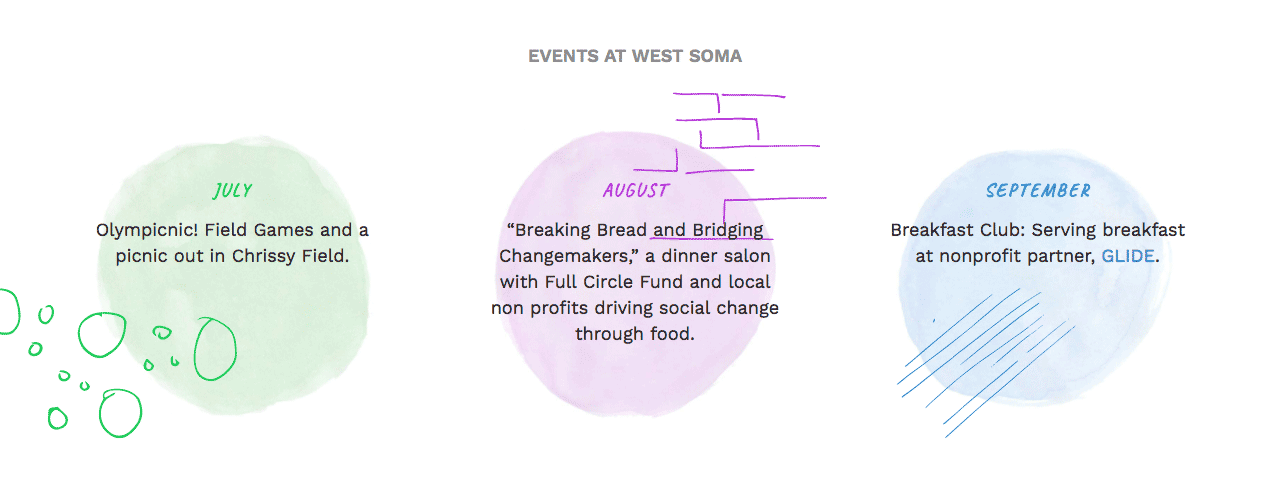 EVENTS AT WEST SOMA
JULY
Olympicnic! Field Games and a
picnic out in Chrissy Field.
AUGUST
“Breaking Bread and Bridging
Changemakers,” a dinner salon
with Full Circle Fund and local
non profits driving social change
through food.
SEPTEMBER
Breakfast Club: Serving breakfast
at nonprofit partner, GLIDE.